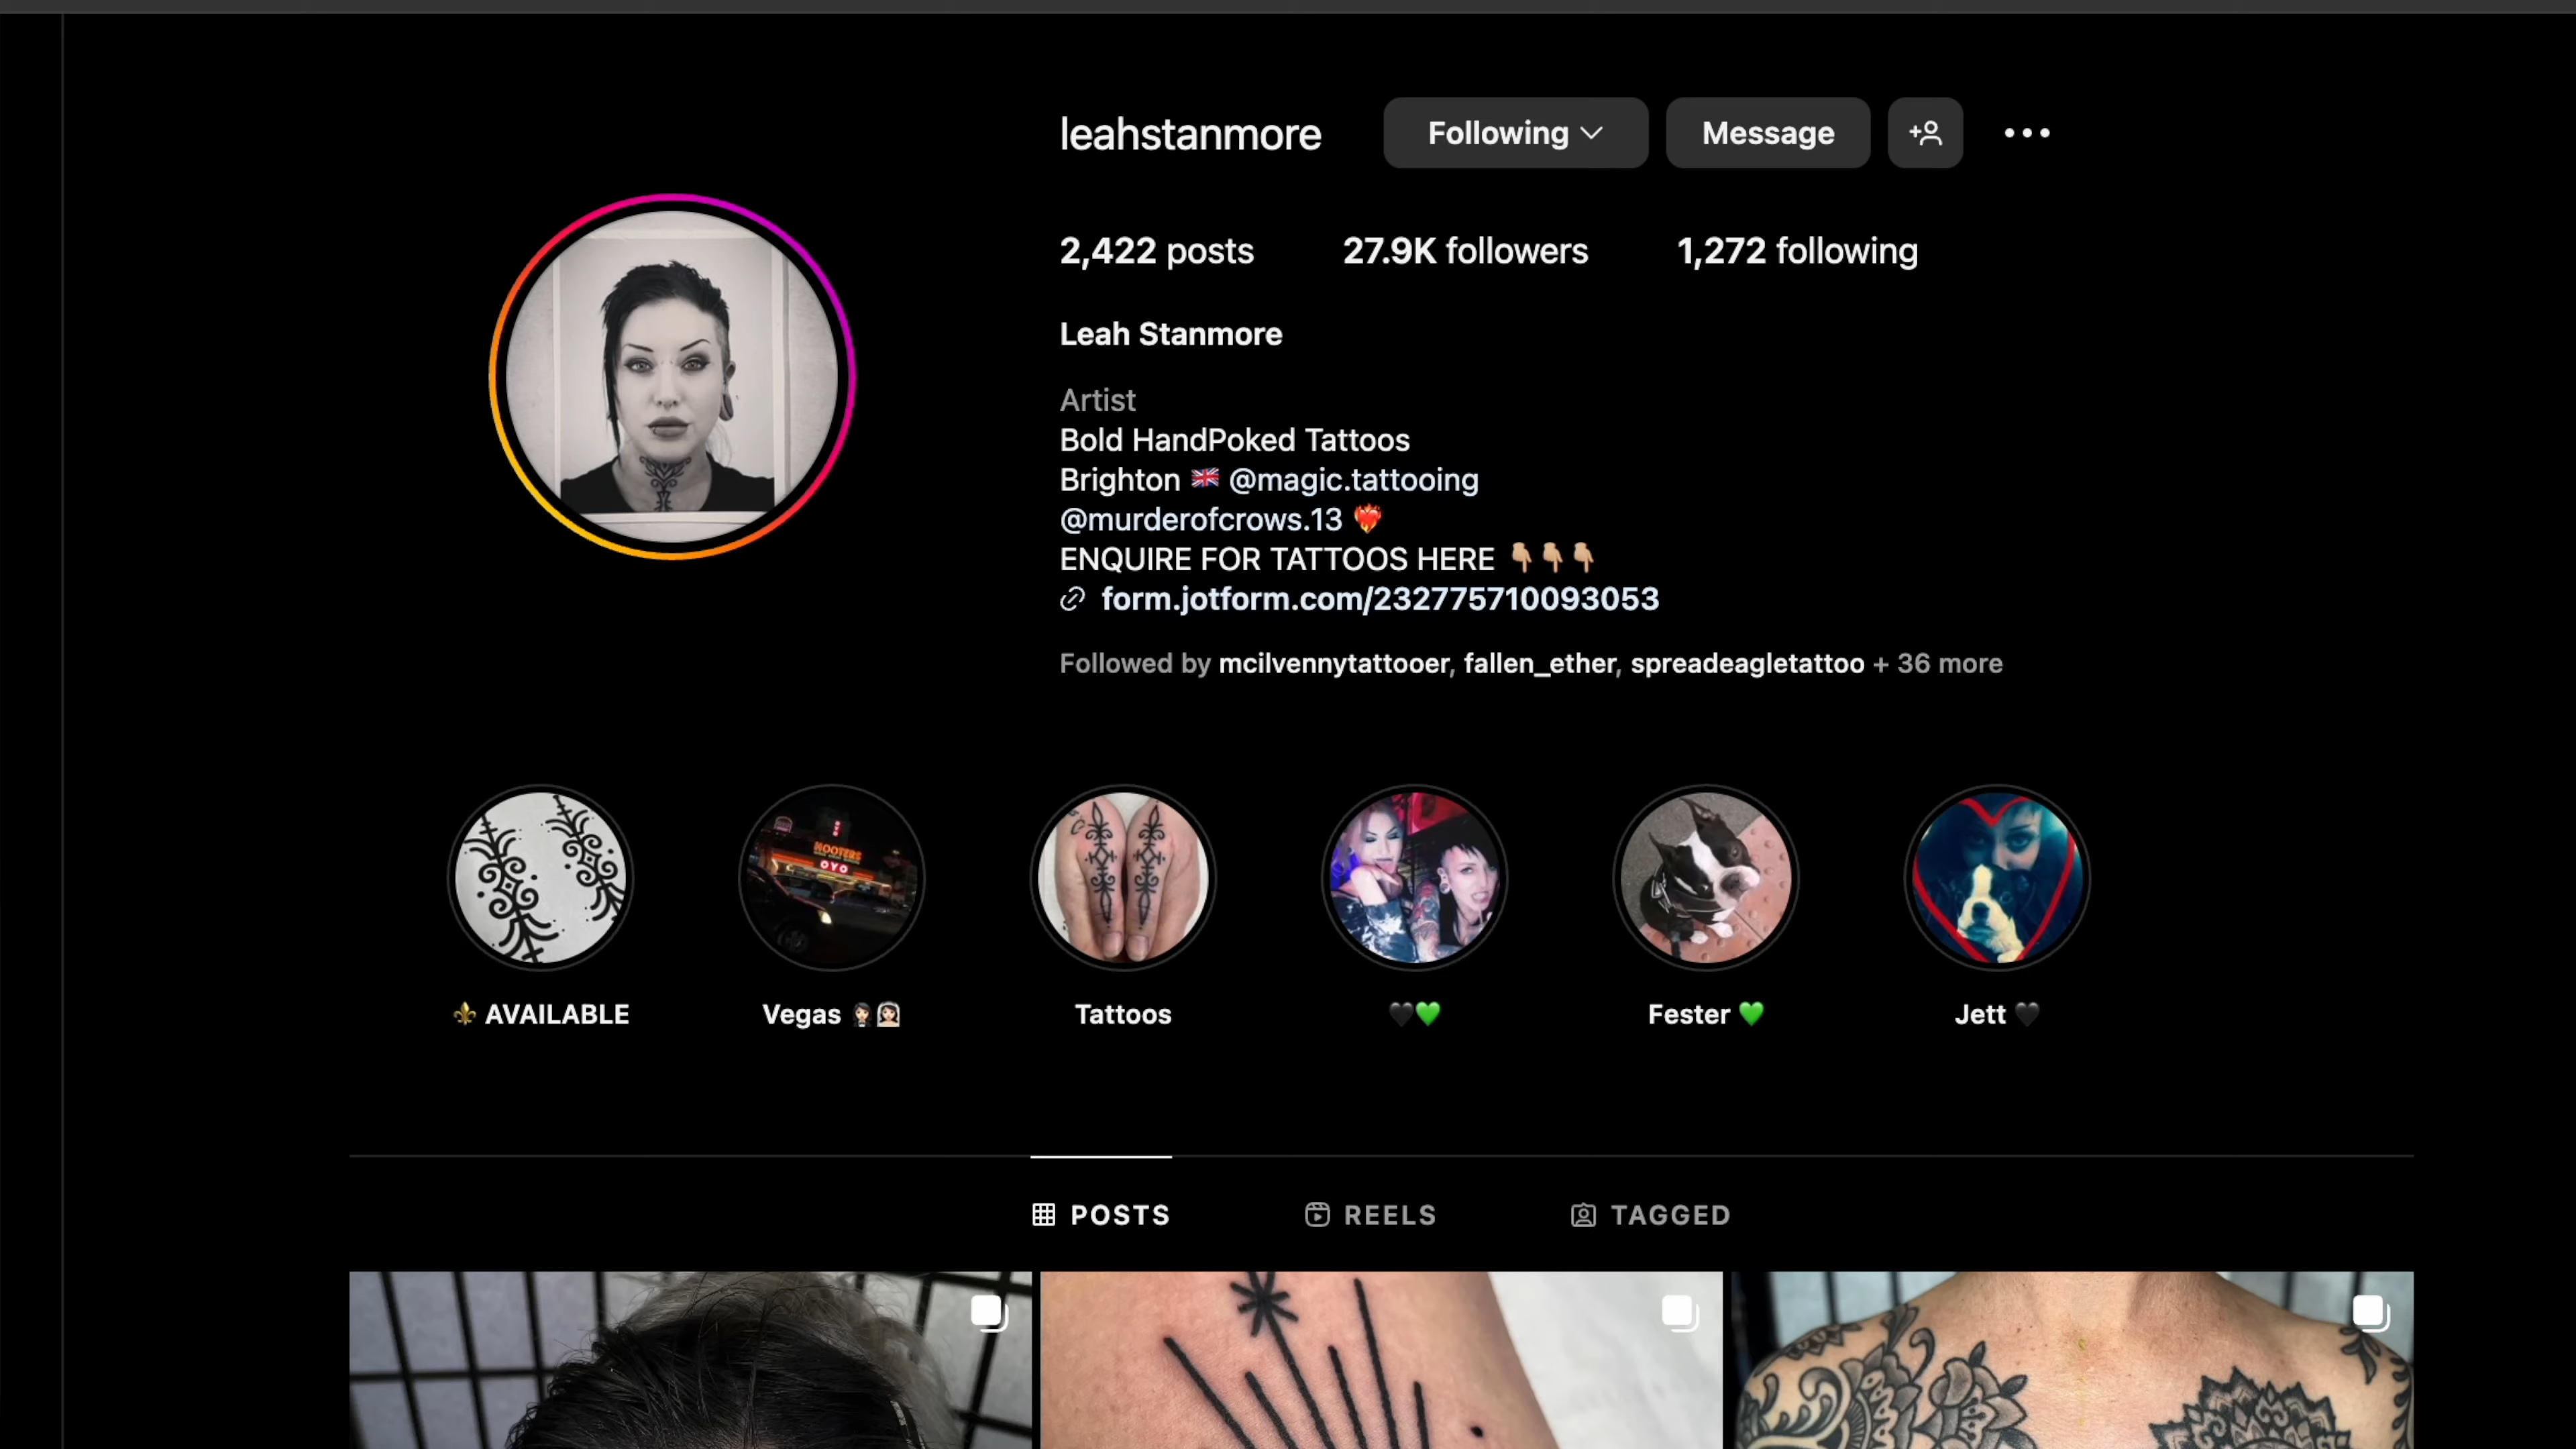 leahstanmore
Following
Message
2,422 posts
27.9K followers
1,272 following
Leah Stanmore
Artist
Bold HandPoked Tattoos
Brighton 🇬🇧 @magic.tattooing
@murderofcrows.13 ❤️‍🔥
ENQUIRE FOR TATTOOS HERE 👇🏼👇🏼👇🏼
form.jotform.com/232775710093053
Followed by mcilvennytattooer, fallen_ether, spreadeagletattoo + 36 more
HOOTERS
OYO
⚜️ AVAILABLE
Vegas 🤵🏻‍♀️👰🏻‍♀️
Tattoos
🖤💚
Fester 💚
Jett 🖤
POSTS
REELS
TAGGED